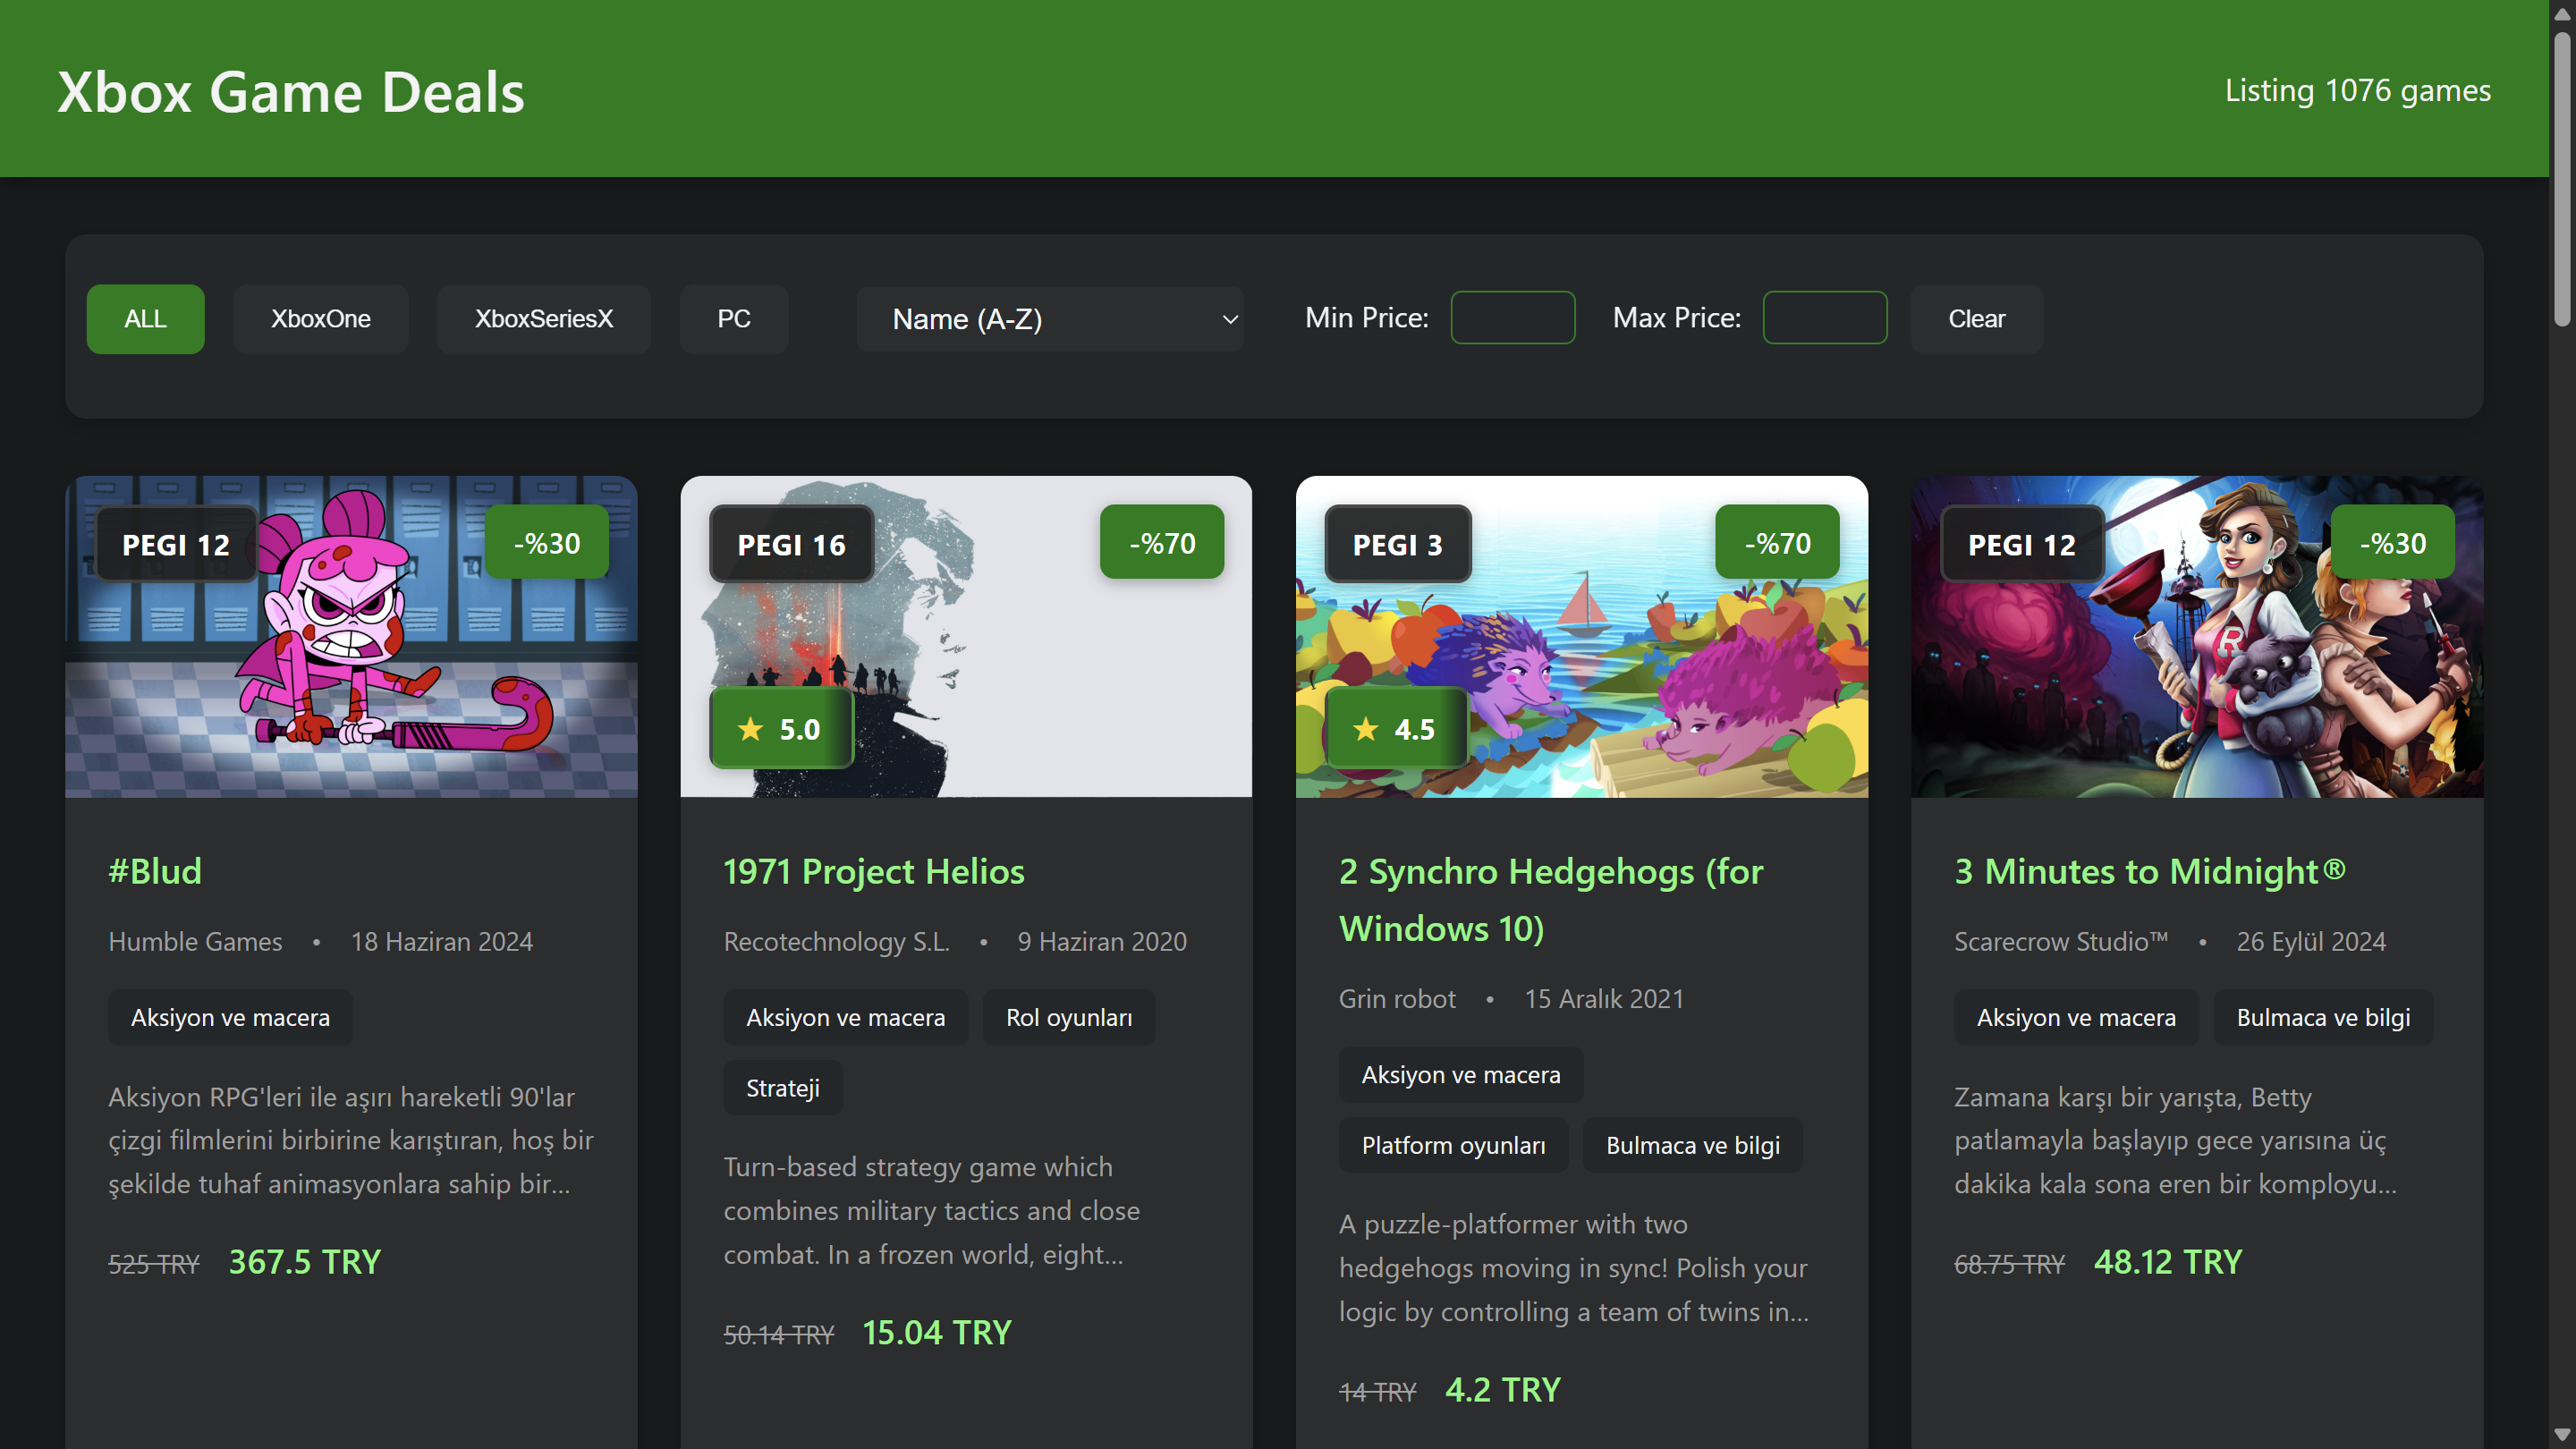 Xbox Game Deals
Listing 1076 games
ALL
XboxOne
XboxSeriesX
PC
Name (A-Z)
Min Price:
Max Price:
Clear
PEGI 12
-%30
#Blud
Humble Games • 18 Haziran 2024
Aksiyon ve macera
Aksiyon RPG'leri ile aşırı hareketli 90'lar
çizgi filmlerini birbirine karıştıran, hoş bir
şekilde tuhaf animasyonlara sahip bir...
525 TRY 367.5 TRY
PEGI 16
-%70
★ 5.0
1971 Project Helios
Recotechnology S.L. • 9 Haziran 2020
Aksiyon ve macera
Rol oyunları
Strateji
Turn-based strategy game which
combines military tactics and close
combat. In a frozen world, eight...
50.14 TRY 15.04 TRY
PEGI 3
-%70
★ 4.5
2 Synchro Hedgehogs (for
Windows 10)
Grin robot • 15 Aralık 2021
Aksiyon ve macera
Platform oyunları
Bulmaca ve bilgi
A puzzle-platformer with two
hedgehogs moving in sync! Polish your
logic by controlling a team of twins in...
14 TRY 4.2 TRY
PEGI 12
-%30
R
3 Minutes to Midnight®
Scarecrow Studio™ • 26 Eylül 2024
Aksiyon ve macera
Bulmaca ve bilgi
Zamana karşı bir yarışta, Betty
patlamayla başlayıp gece yarısına üç
dakika kala sona eren bir komployu...
68.75 TRY 48.12 TRY